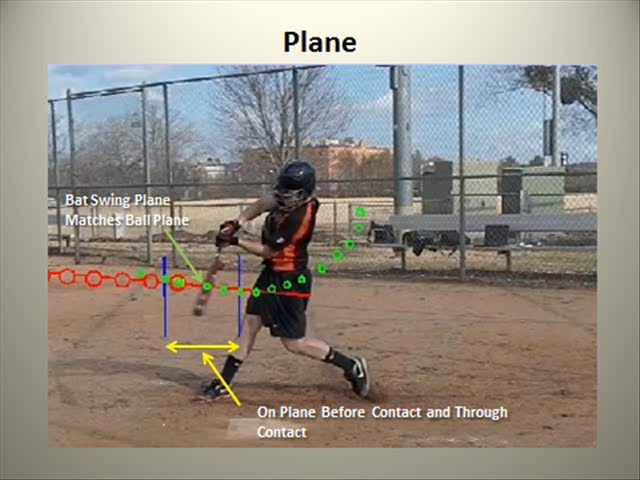 Plane
Bat Swing Plane
Matches Ball Plane
On Plane Before Contact and Through
Contact